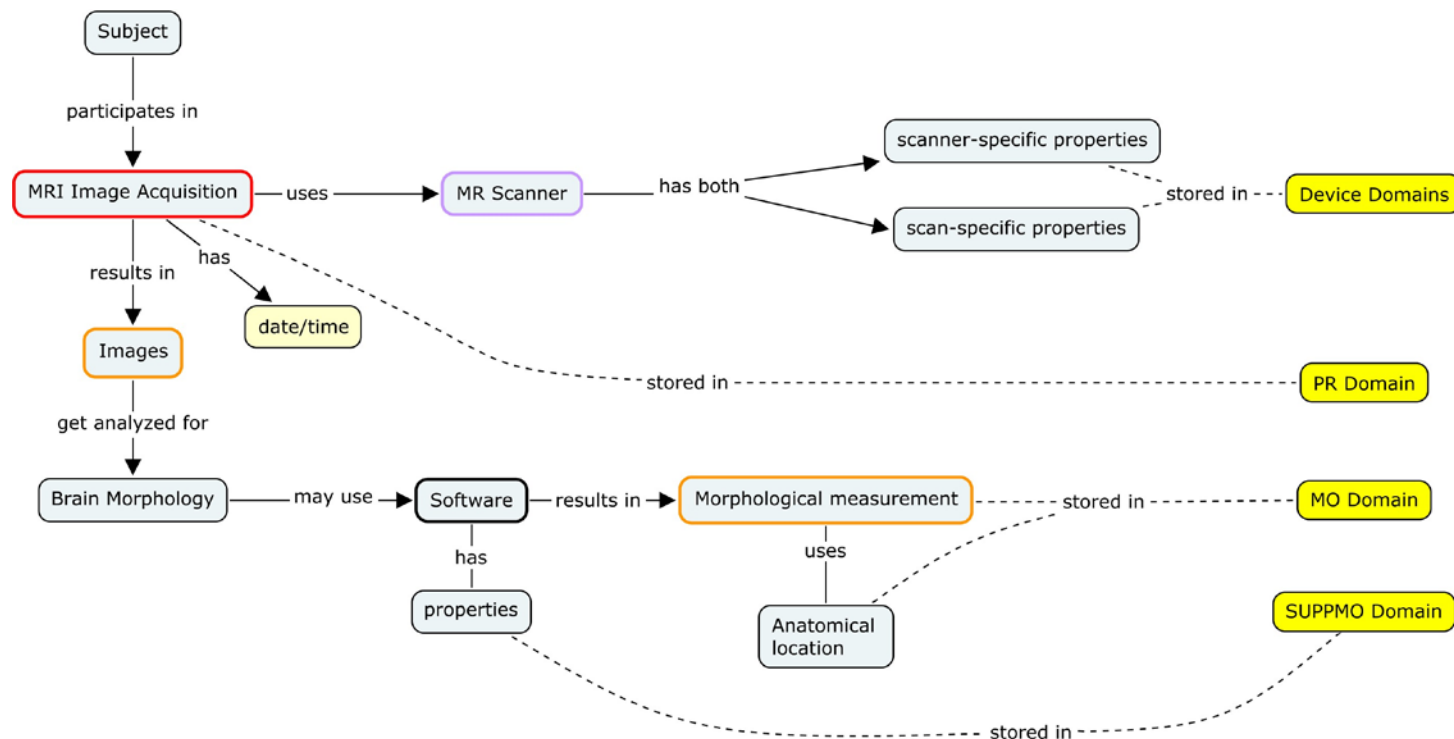 Subject
participates in
scanner-specific properties
MRI Image Acquisition
uses
MR Scanner
has both
stored in
Device Domains
scan-specific properties
has
results in
date/time
Images
stored in
PR Domain
get analyzed for
Brain Morphology
may use
Software
results in
Morphological measurement
stored in
MO Domain
has
uses
properties
Anatomical
location
SUPPMO Domain
stored in